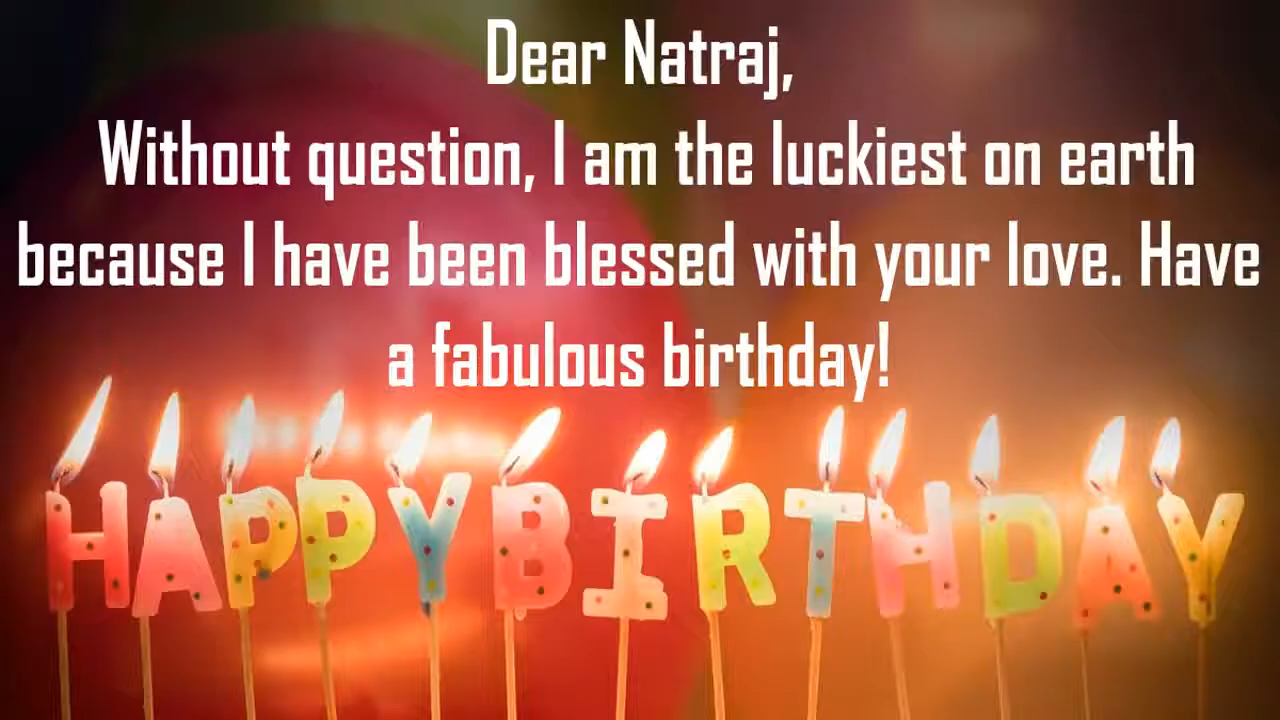 Dear Natraj,
Without question, I am the luckiest on earth
because I have been blessed with your love. Have
a fabulous birthday!
HAPPY BIRTHDAY